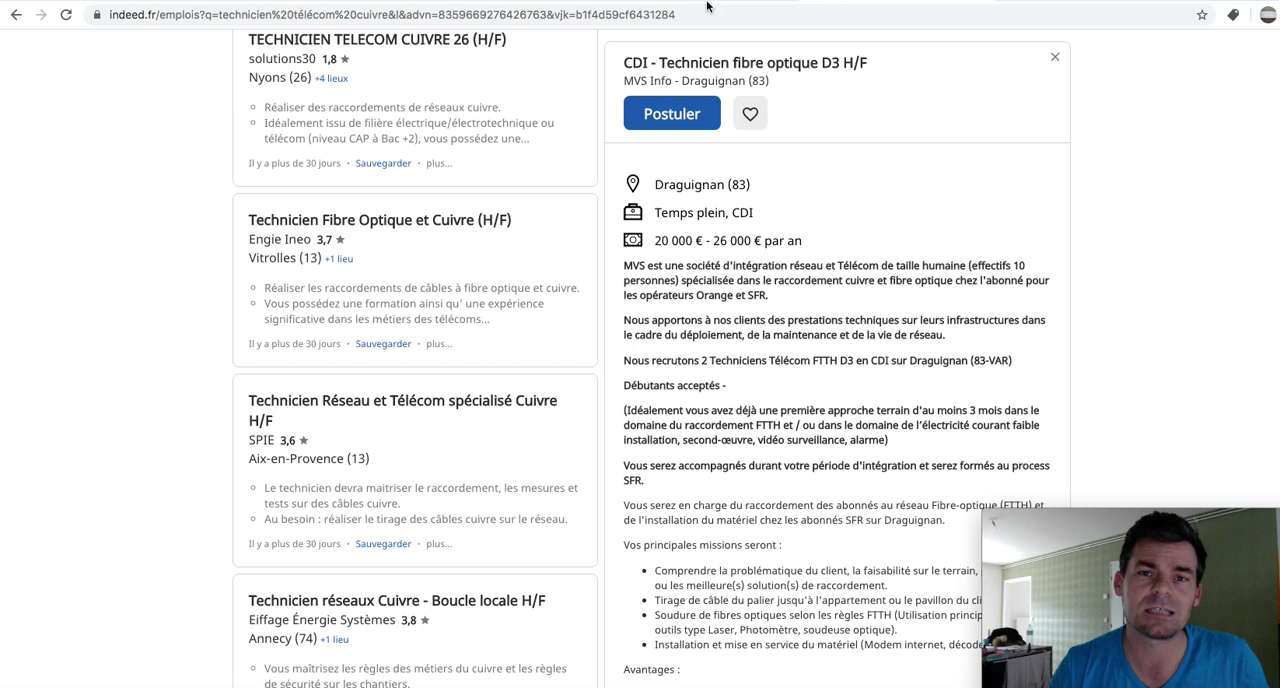 indeed.fr/emplois?q=technicien%20télécom%20cuivre&l&advn=8359669276426763&vjk=b1f4d59cf6431284
TECHNICIEN TELECOM CUIVRE 26 (H/F)
solutions30 1,8 ★
Nyons (26) +4 lieux
Réaliser des raccordements de réseaux cuivre.
Idéalement issu de filière électrique/électrotechnique ou
télécom (niveau CAP à Bac +2), vous possédez une...
Il y a plus de 30 jours · Sauvegarder · plus...
Technicien Fibre Optique et Cuivre (H/F)
Engie Ineo 3,7 ★
Vitrolles (13) +1 lieu
Réaliser les raccordements de câbles à fibre optique et cuivre.
Vous possédez une formation ainsi qu' une expérience
significative dans les métiers des télécoms...
Il y a plus de 30 jours · Sauvegarder · plus...
Technicien Réseau et Télécom spécialisé Cuivre
H/F
SPIE 3,6 ★
Aix-en-Provence (13)
Le technicien devra maitriser le raccordement, les mesures et
tests sur des câbles cuivre.
Au besoin : réaliser le tirage des câbles cuivre sur le réseau.
Il y a plus de 30 jours · Sauvegarder · plus...
Technicien réseaux Cuivre - Boucle locale H/F
Eiffage Énergie Systèmes 3,8 ★
Annecy (74) +1 lieu
Vous maîtrisez les règles des métiers du cuivre et les règles
de sécurité sur les chantiers.
CDI - Technicien fibre optique D3 H/F
MVS Info - Draguignan (83)
Postuler
Draguignan (83)
Temps plein, CDI
20 000 € - 26 000 € par an
MVS est une société d'intégration réseau et Télécom de taille humaine (effectifs 10
personnes) spécialisée dans le raccordement cuivre et fibre optique chez l'abonné pour
les opérateurs Orange et SFR.
Nous apportons à nos clients des prestations techniques sur leurs infrastructures dans
le cadre du déploiement, de la maintenance et de la vie de réseau.
Nous recrutons 2 Techniciens Télécom FTTH D3 en CDI sur Draguignan (83-VAR)
Débutants acceptés -
(Idéalement vous avez déjà une première approche terrain d'au moins 3 mois dans le
domaine du raccordement FTTH et / ou dans le domaine de l'électricité courant faible
installation, second-œuvre, vidéo surveillance, alarme)
Vous serez accompagnés durant votre période d'intégration et serez formés au process
SFR.
Vous serez en charge du raccordement des abonnés au réseau Fibre-optique (FTTH) et
de l'installation du matériel chez les abonnés SFR sur Draguignan.
Vos principales missions seront :
Comprendre la problématique du client, la faisabilité sur le terrain,
ou les meilleure(s) solution(s) de raccordement.
Tirage de câble du palier jusqu'à l'appartement ou le pavillon du
Soudure de fibres optiques selon les règles FTTH (Utilisation
outils type Laser, Photomètre, soudeuse optique).
Installation et mise en service du matériel (Modem internet,
Avantages :